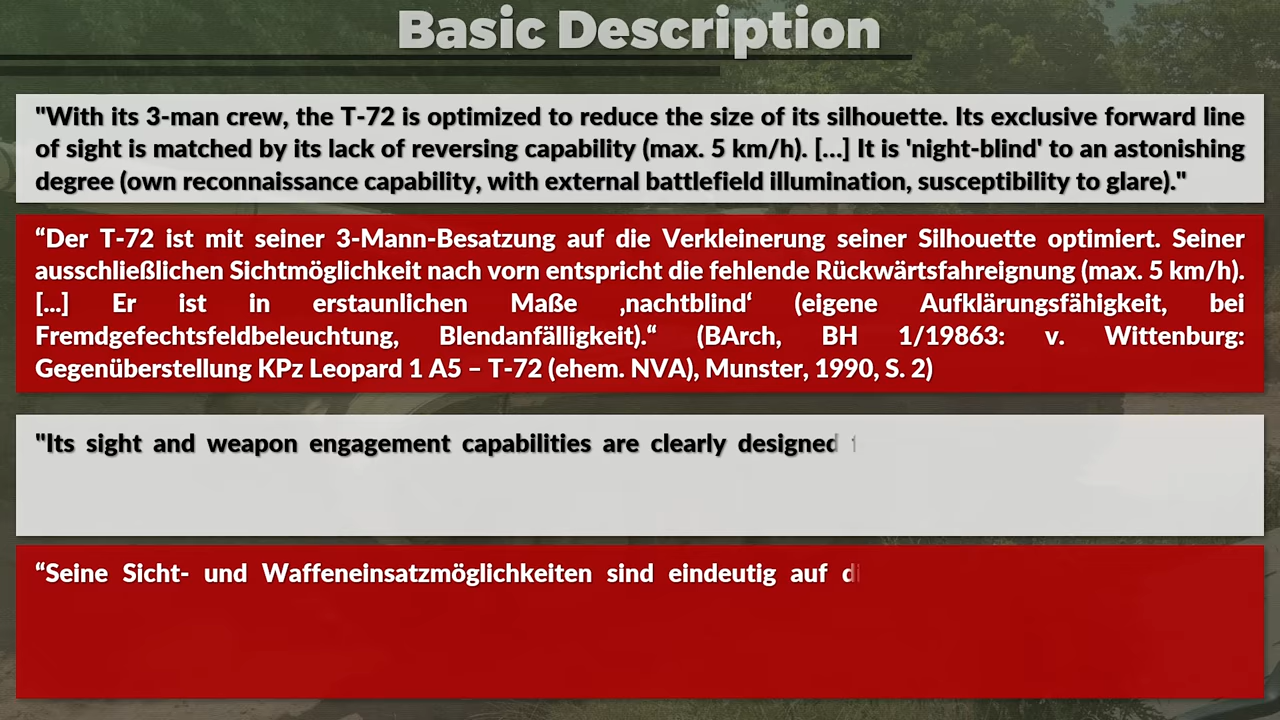 Basic Description
"With its 3-man crew, the T-72 is optimized to reduce the size of its silhouette. Its exclusive forward line
of sight is matched by its lack of reversing capability (max. 5 km/h). [...] It is 'night-blind' to an astonishing
degree (own reconnaissance capability, with external battlefield illumination, susceptibility to glare)."
“Der T-72 ist mit seiner 3-Mann-Besatzung auf die Verkleinerung seiner Silhouette optimiert. Seiner
ausschließlichen Sichtmöglichkeit nach vorn entspricht die fehlende Rückwärtsfahreignung (max. 5 km/h).
[...] Er ist in erstaunlichen Maße ‚nachtblind‘ (eigene Aufklärungsfähigkeit, bei
Fremdgefechtsfeldbeleuchtung, Blendanfälligkeit).“ (BArch, BH 1/19863: v. Wittenburg:
Gegenüberstellung KPz Leopard 1 A5 – T-72 (ehem. NVA), Munster, 1990, S. 2)
"Its sight and weapon engagement capabilities are clearly designed
“Seine Sicht- und Waffeneinsatzmöglichkeiten sind eindeutig auf